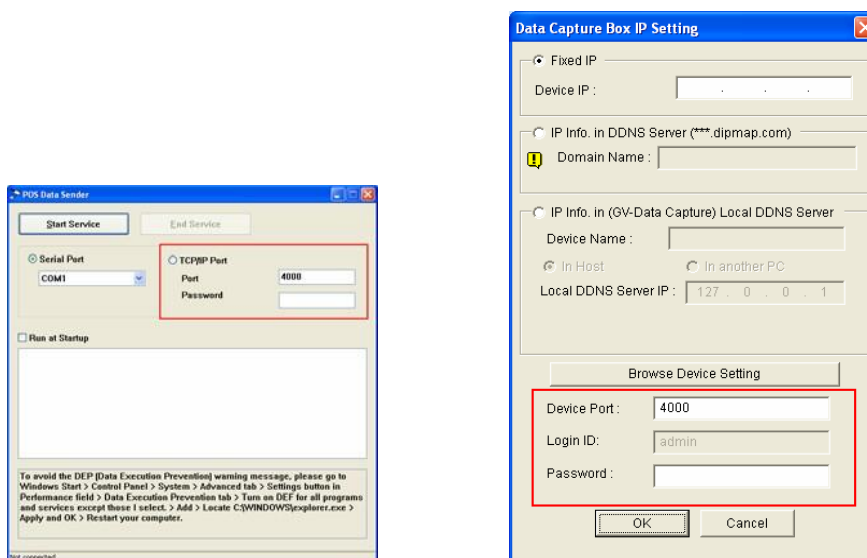 POS Data Sender
Start Service
End Service
Serial Port
COM1
TCP/IP Port
Port
4000
Password
Run at Startup
To avoid the DEP (Data Execution Prevention) warning message, please go to
Windows Start > Control Panel > System > Advanced tab > Settings button in
Performance field > Data Execution Prevention tab > Turn on DEF for all programs
and services except those I select. > Add > Locate C:\WINDOWS\explorer.exe >
Apply and OK > Restart your computer.
Not connected
Data Capture Box IP Setting
Fixed IP
Device IP :
IP Info. in DDNS Server (***.dipmap.com)
Domain Name :
IP Info. in (GV-Data Capture) Local DDNS Server
Device Name :
In Host
In another PC
Local DDNS Server IP : 127 . 0 . 0 . 1
Browse Device Setting
Device Port : 4000
Login ID: admin
Password :
OK
Cancel